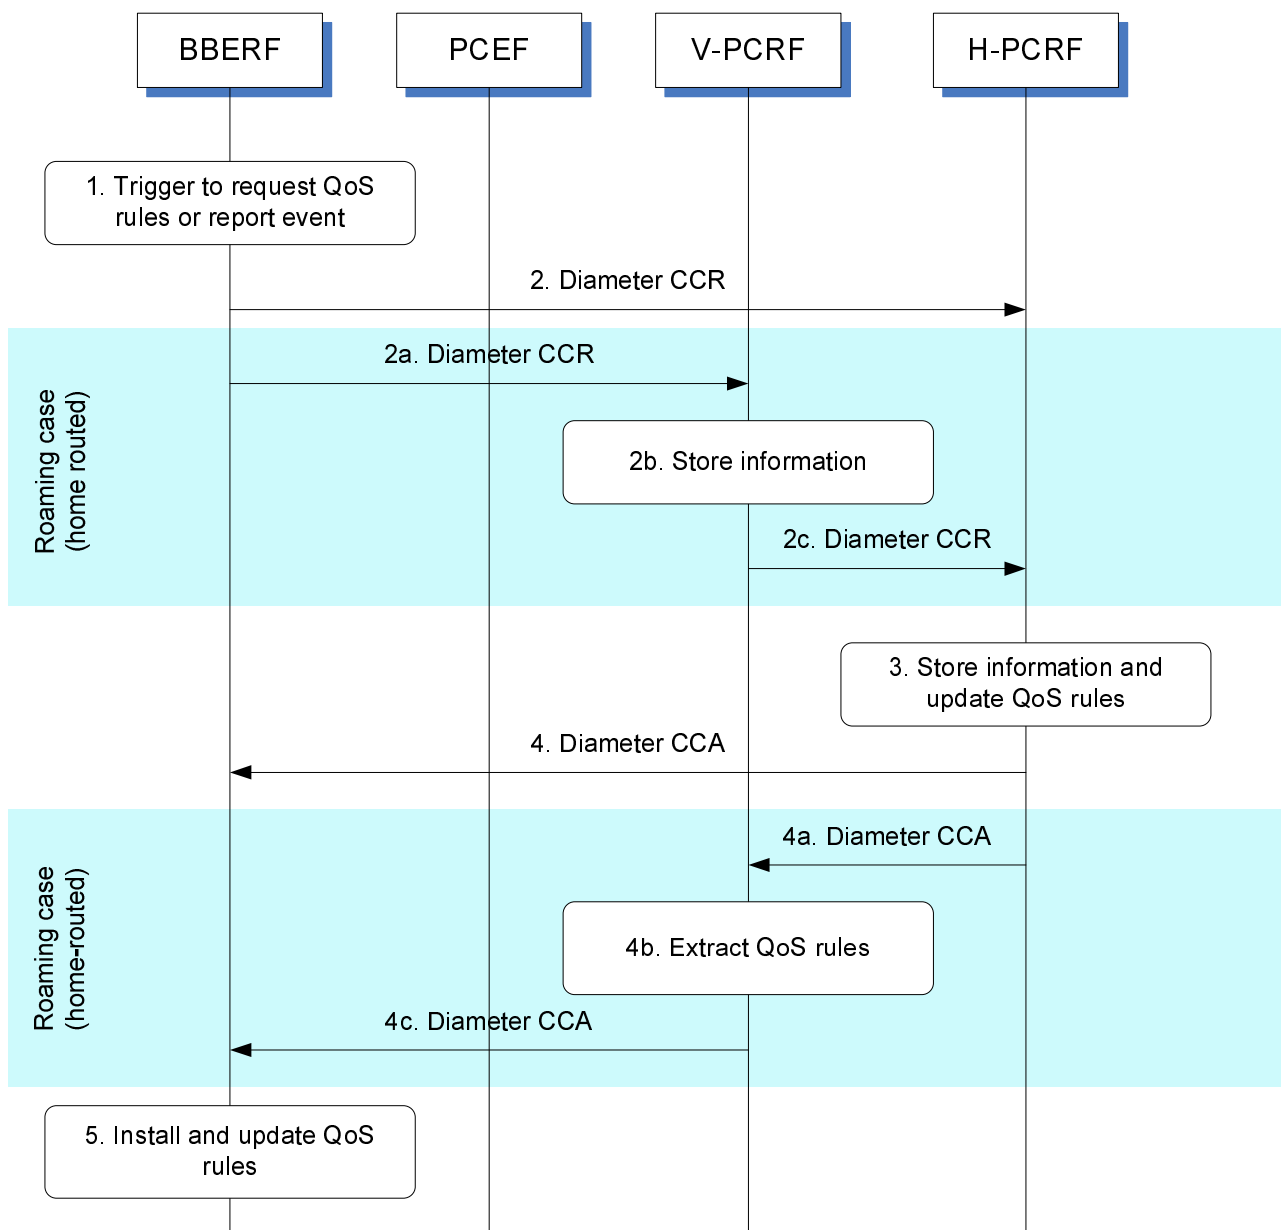 BBERF
PCEF
V-PCRF
H-PCRF
1. Trigger to request QoS
rules or report event
2. Diameter CCR
2a. Diameter CCR
Roaming case
(home routed)
2b. Store information
2c. Diameter CCR
3. Store information and
update QoS rules
4. Diameter CCA
4a. Diameter CCA
Roaming case
(home-routed)
4b. Extract QoS rules
4c. Diameter CCA
5. Install and update QoS
rules